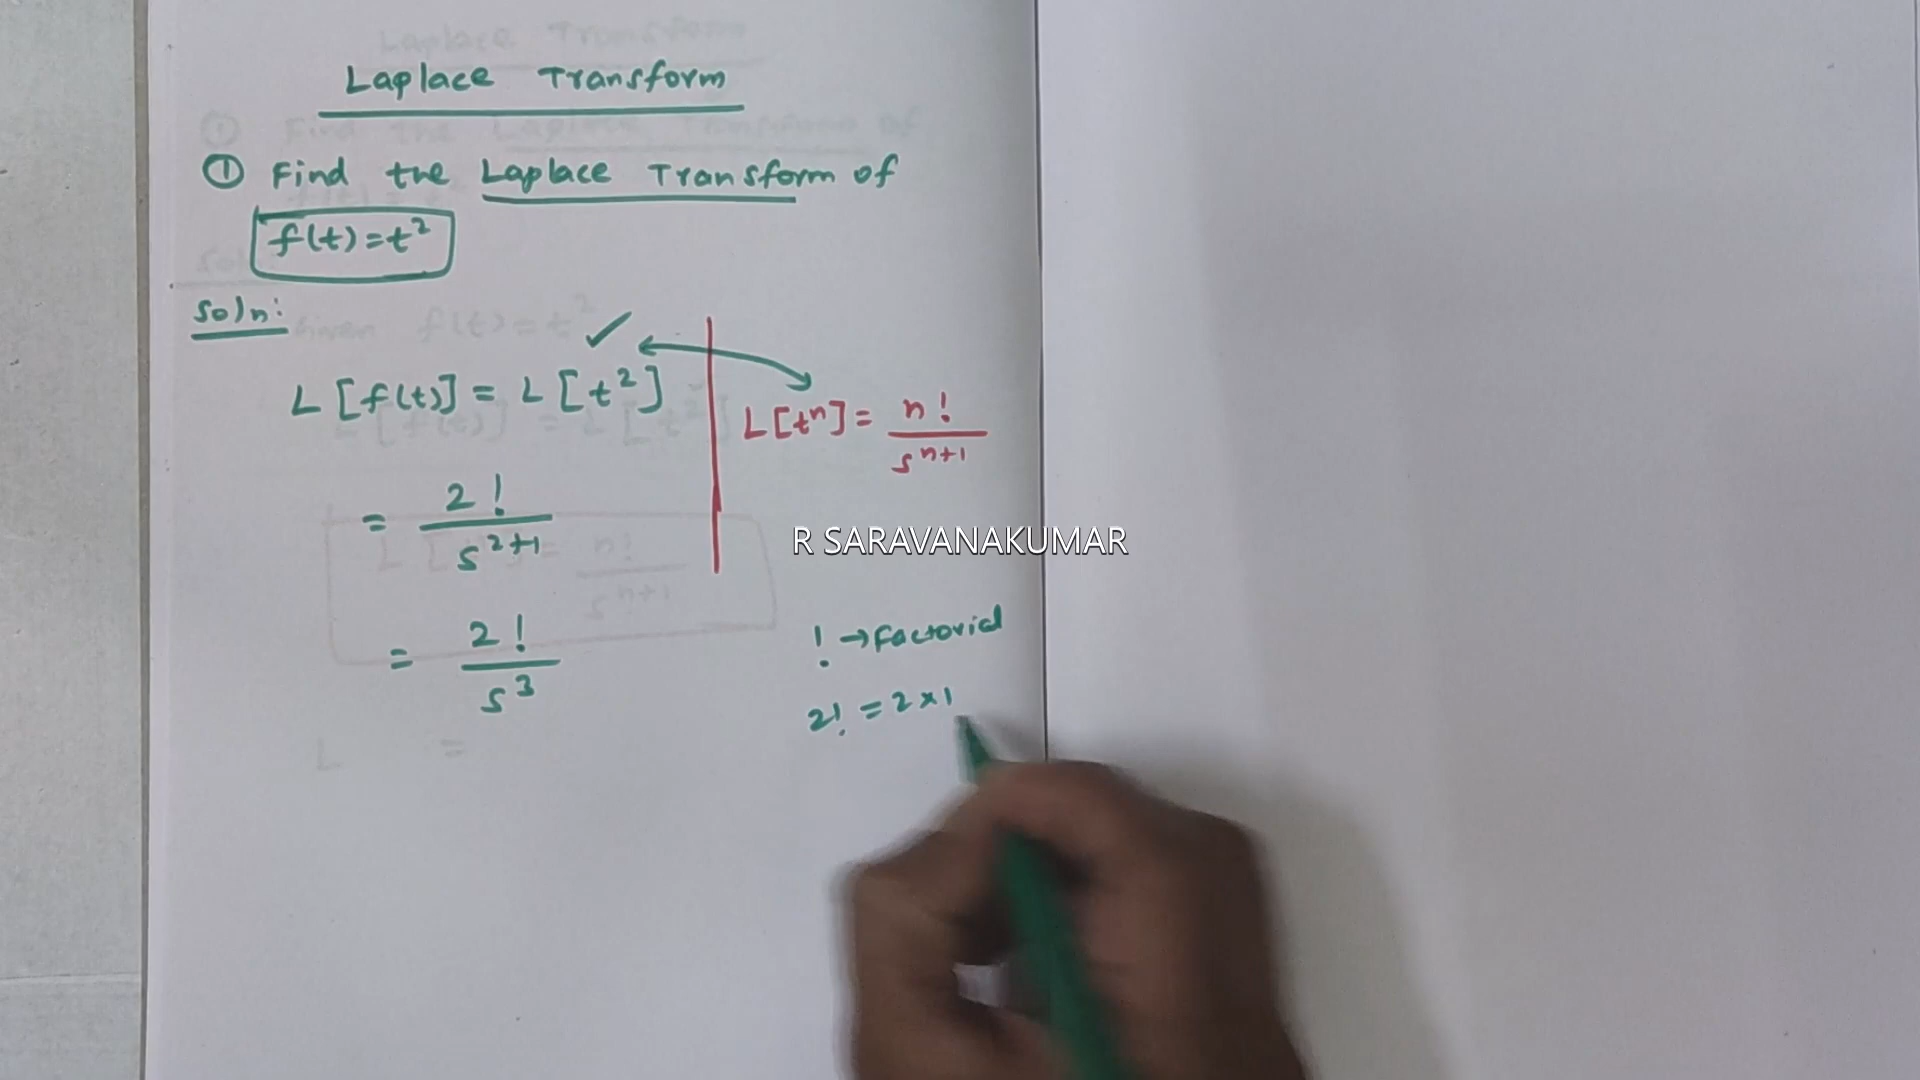 Laplace Transform
① Find the Laplace Transform of
f(t)=t²
Soln:
L[f(t)] = L[t²]
L[tⁿ] = n!/sⁿ⁺¹
= 2!/s²⁺¹
= 2!/s³
! → Factorial
2! = 2×1
R SARAVANAKUMAR